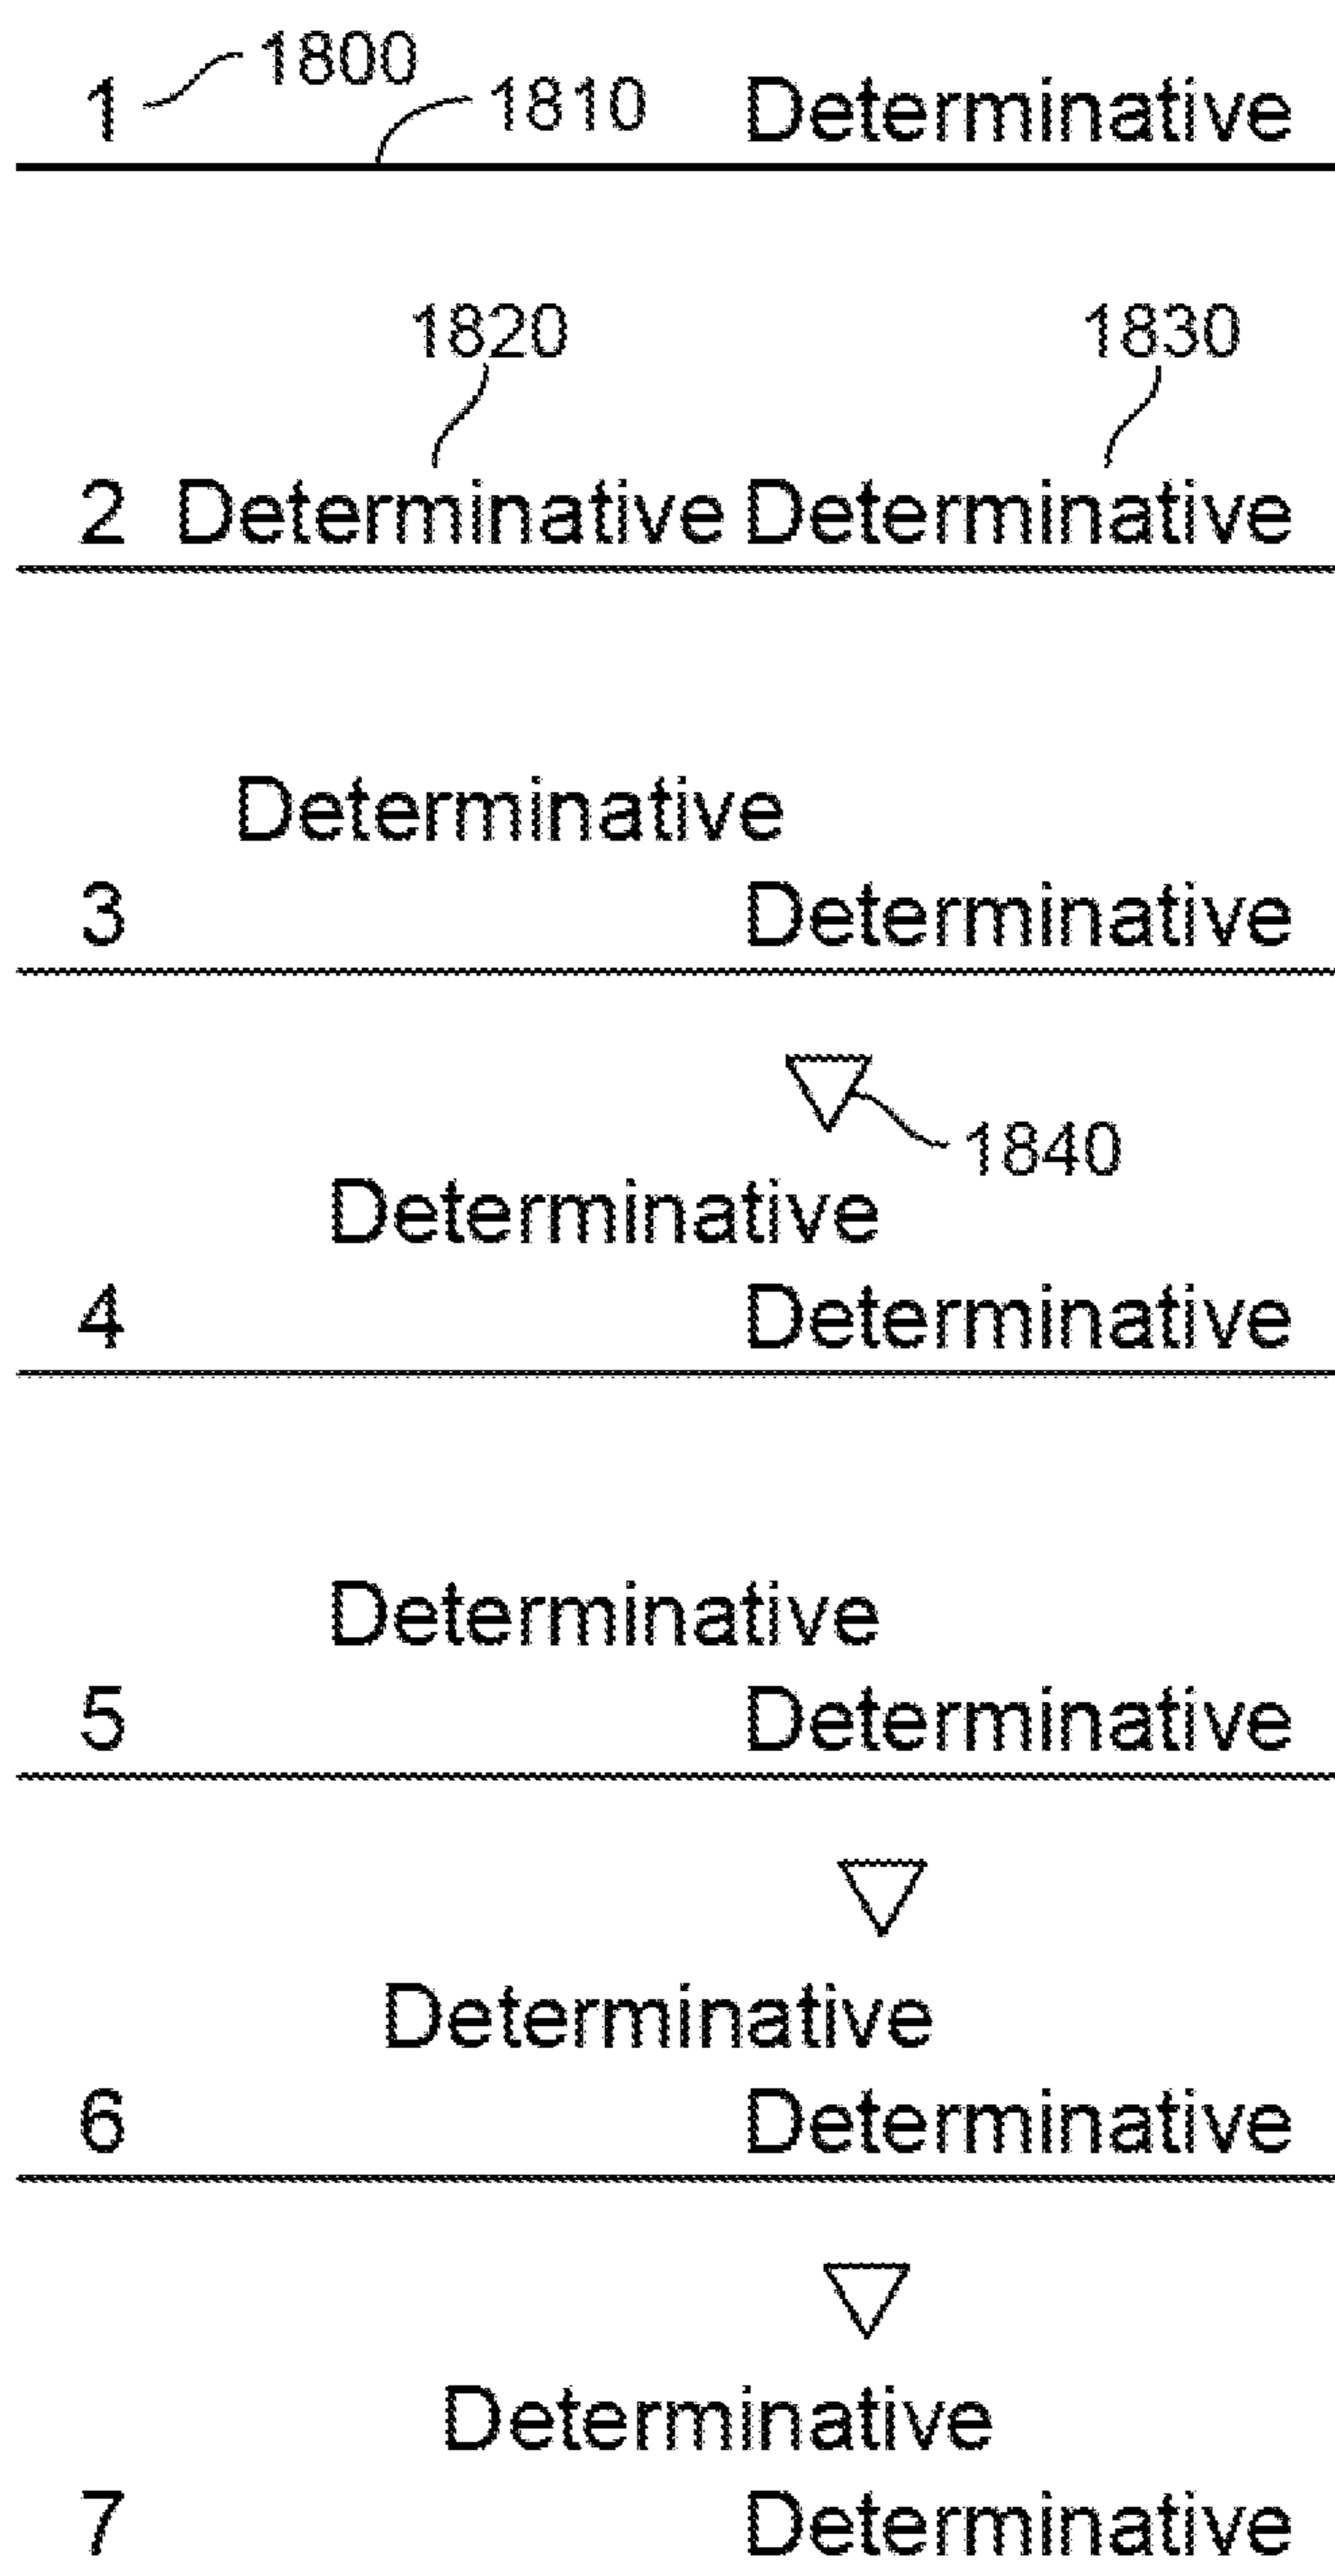 1800
1 1810 Determinative
1820 1830
2 Determinative Determinative
Determinative
3 Determinative
1840
Determinative
4 Determinative
Determinative
5 Determinative
Determinative
6 Determinative
Determinative
7 Determinative